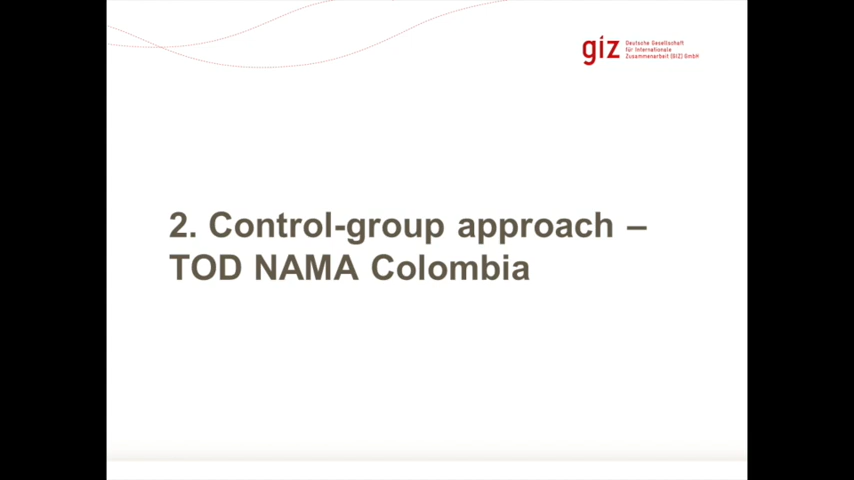 giz
Deutsche Gesellschaft
für Internationale
Zusammenarbeit (GIZ) GmbH
2. Control-group approach –
TOD NAMA Colombia